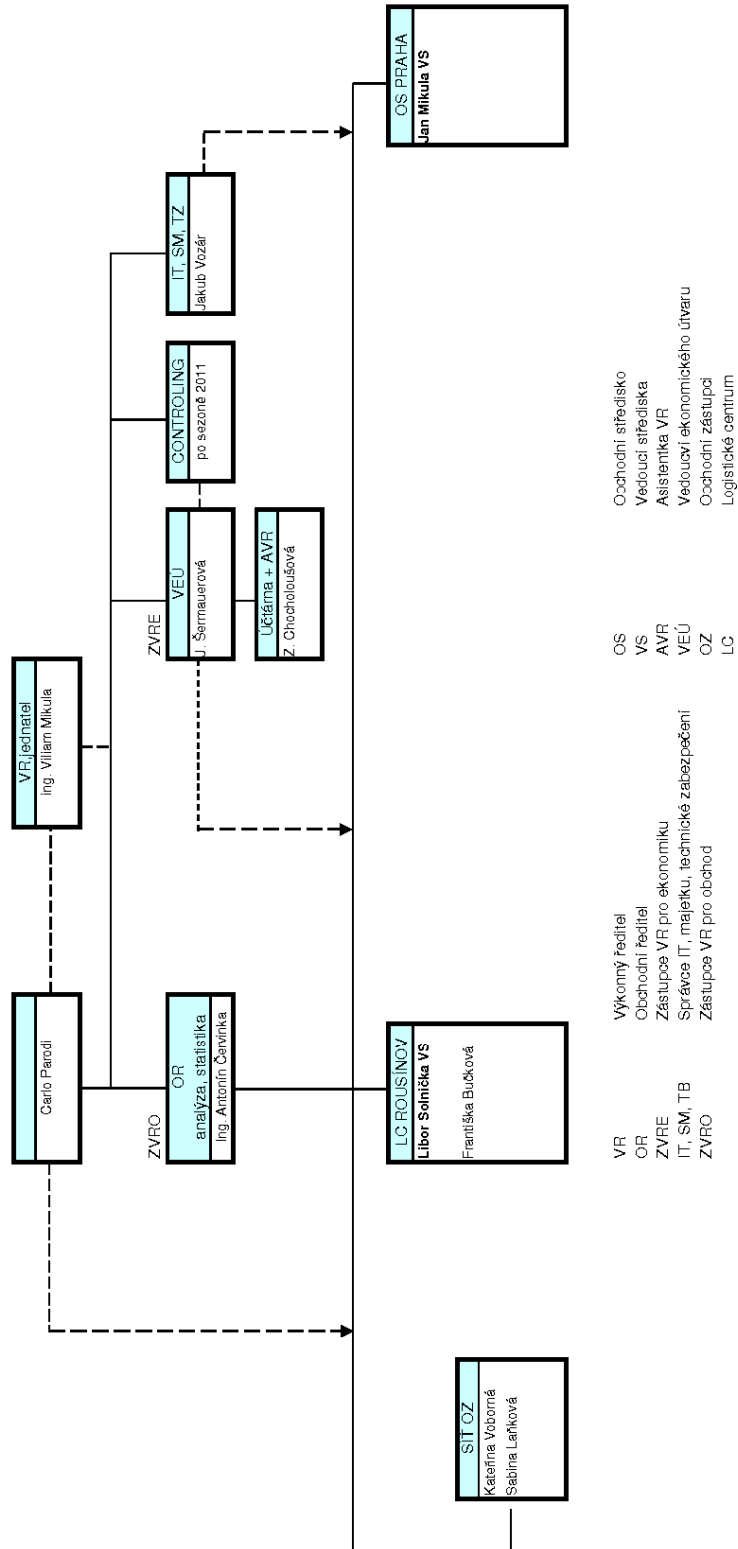 Carlo Parodi
VR,jednatel
ing. Viliam Mikula
ZVRO
OR
analýza, statistika
Ing. Antonín Červinka
ZVRE
VEÚ
J. Šermauerová
CONTROLING
po sezoně 2011
IT, SM, TZ
Jakub Vozár
Účtárna + AVR
Z. Chocholoušová
LC ROUSÍNOV
Libor Solnička VS
Františka Bučková
OS PRAHA
Jan Mikula VS
SÍŤ OZ
Kateřina Voborná
Sabina Laňková
VR Výkonný ředitel
OR Obchodní ředitel
ZVRE Zástupce VR pro ekonomiku
IT, SM, TB Správce IT, majetku, technické zabezpečení
ZVRO Zástupce VR pro obchod
OS Obchodní středisko
VS Vedoucí střediska
AVR Asistentka VR
VEÚ Vedoucví ekonomického útvaru
OZ Obchodní zástupci
LC Logistické centrum